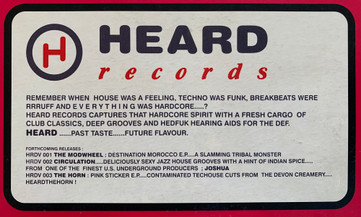 H
HEARD
records
REMEMBER WHEN HOUSE WAS A FEELING, TECHNO WAS FUNK, BREAKBEATS WERE
RRRUFF AND E V E R Y T H I N G WAS HARDCORE.....?
HEARD RECORDS CAPTURES THAT HARDCORE SPIRIT WITH A FRESH CARGO OF
CLUB CLASSICS, DEEP GROOVES AND HEDFUK HEARING AIDS FOR THE DEF.
HEARD ......PAST TASTE.......FUTURE FLAVOUR.
FORTHCOMING RELEASES :
HRDV 001 THE MODWHEEL : DESTINATION MOROCCO E.P....A SLAMMING TRIBAL MONSTER
HRDV 002 CIRCULATION.....DELICIOUSLY SEXY JAZZ HOUSE GROOVES WITH A HINT OF INDIAN SPICE.....
FROM ONE OF THE FINEST U.S. UNDERGROUND PRODUCERS : JOSHUA
HRDV 003 THE HORN : PINK STICKER E.P....CONTAMINATED TECHOUSE CUTS FROM THE DEVON CREAMERY....
HEARDTHEHORN !